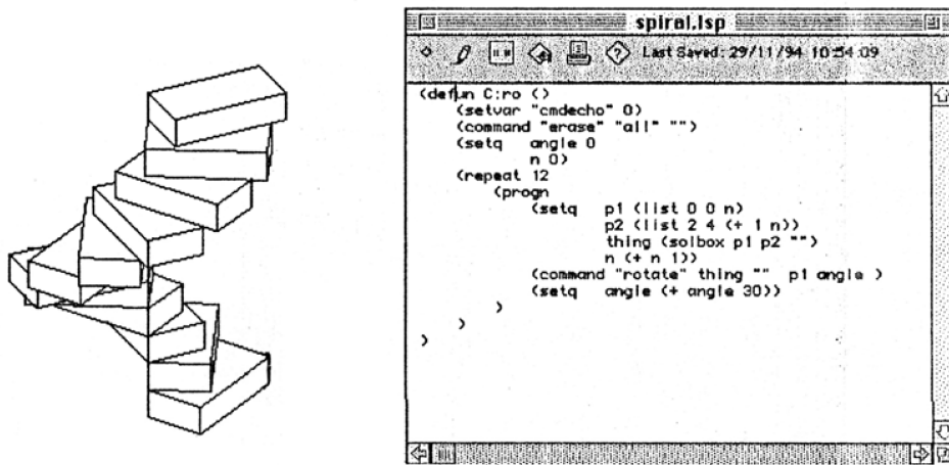 spiral.lsp
Last Saved: 29/11/94 10:54:09
(defun C:ro ()
(setvar "cmdecho" 0)
(command "erase" "all" "")
(setq angle 0
n 0)
(repeat 12
(progn
(setq p1 (list 0 0 n)
p2 (list 2 4 (+ 1 n))
thing (solbox p1 p2 "")
n (+ n 1))
(command "rotate" thing "" p1 angle )
(setq angle (+ angle 30))
)
)
)